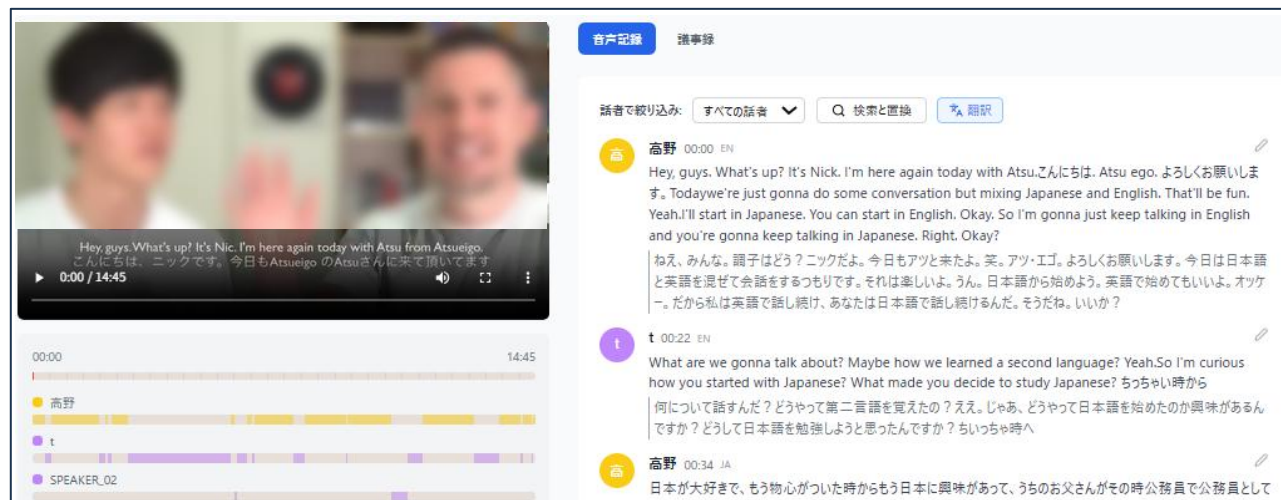 Hey, guys. What's up? It's Nic. I'm here again today with Atsu from Atsueigo.
こんにちは、ニックです。今日もAtsueigo のAtsuさんに来て頂いてます
0:00 / 14:45
00:00
14:45
高野
t
SPEAKER_02
音声記録
議事録
話者で絞り込み:
すべての話者
検索と置換
翻訳
高
高野 00:00 EN
Hey, guys. What's up? It's Nick. I'm here again today with Atsu.こんにちは. Atsu ego. よろしくお願いしま
す。Todaywe're just gonna do some conversation but mixing Japanese and English. That'll be fun.
Yeah.I'll start in Japanese. You can start in English. Okay. So I'm gonna just keep talking in English
and you're gonna keep talking in Japanese. Right. Okay?
ねえ、みんな。調子はどう？ニックだよ。今日もアツと来たよ。笑。アツ・エゴ。よろしくお願いします。今日は日本語
と英語を混ぜて会話をするつもりです。それは楽しいよ。うん。日本語から始めよう。英語で始めてもいいよ。オッケ
ー。だから私は英語で話し続け、あなたは日本語で話し続けるんだ。そうだね。いいか？
t
t 00:22 EN
What are we gonna talk about? Maybe how we learned a second language? Yeah.So I'm curious
how you started with Japanese? What made you decide to study Japanese? ちっちゃい時から
何について話すんだ？どうやって第二言語を覚えたの？ええ。じゃあ、どうやって日本語を始めたのか興味があるん
ですか？どうして日本語を勉強しようと思ったんですか？ちいっちゃ時へ
高
高野 00:34 JA
日本が大好きで、もう物心がついた時からもう日本に興味があって、うちのお父さんがその時公務員で公務員として